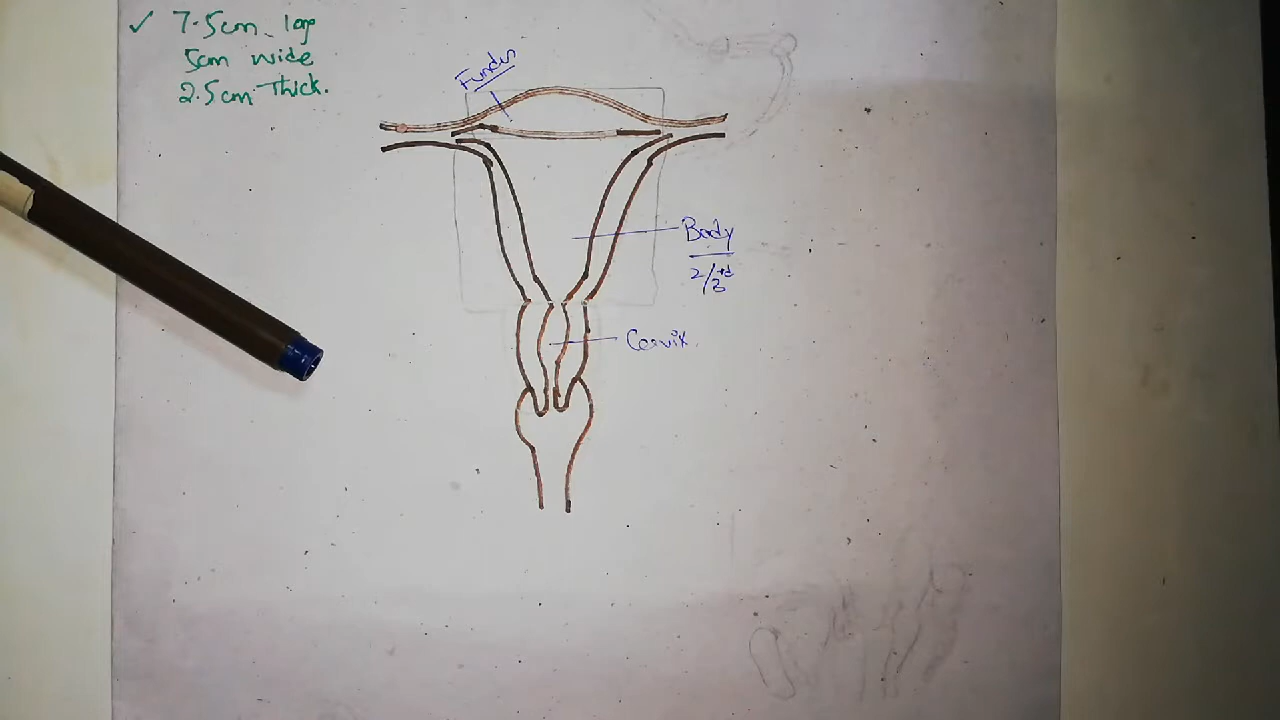 ✓ 7.5cm long
5cm wide
2.5cm Thick.
Fundus
Body
2/3rd
Cervix